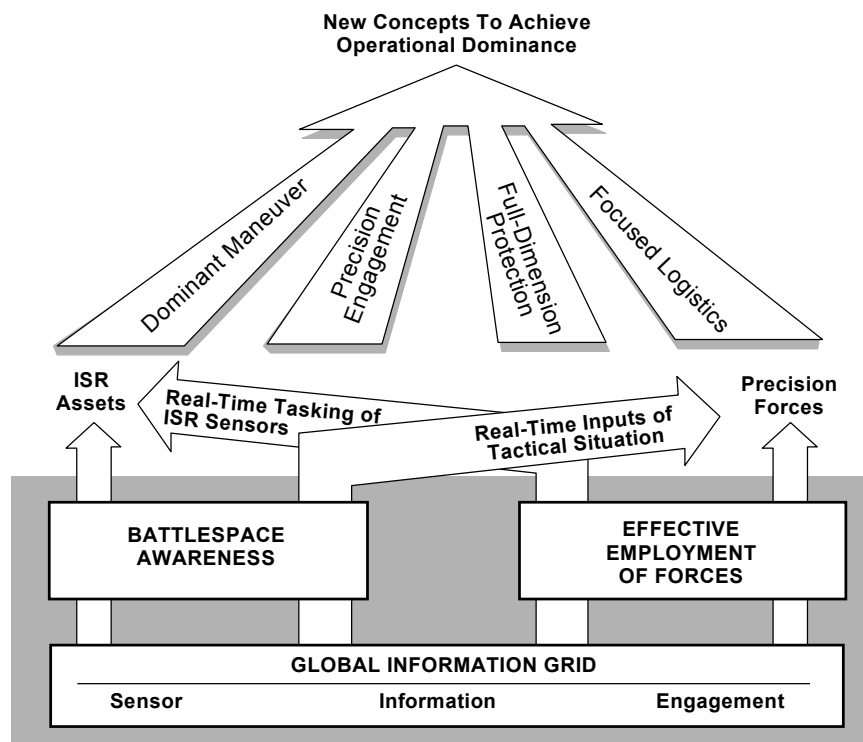 New Concepts To Achieve
Operational Dominance
Dominant Maneuver
Precision
Engagement
Full-Dimension
Protection
Focused Logistics
ISR
Assets
Real-Time Tasking of
ISR Sensors
Real-Time Inputs of
Tactical Situation
Precision
Forces
BATTLESPACE
AWARENESS
EFFECTIVE
EMPLOYMENT
OF FORCES
GLOBAL INFORMATION GRID
Sensor
Information
Engagement